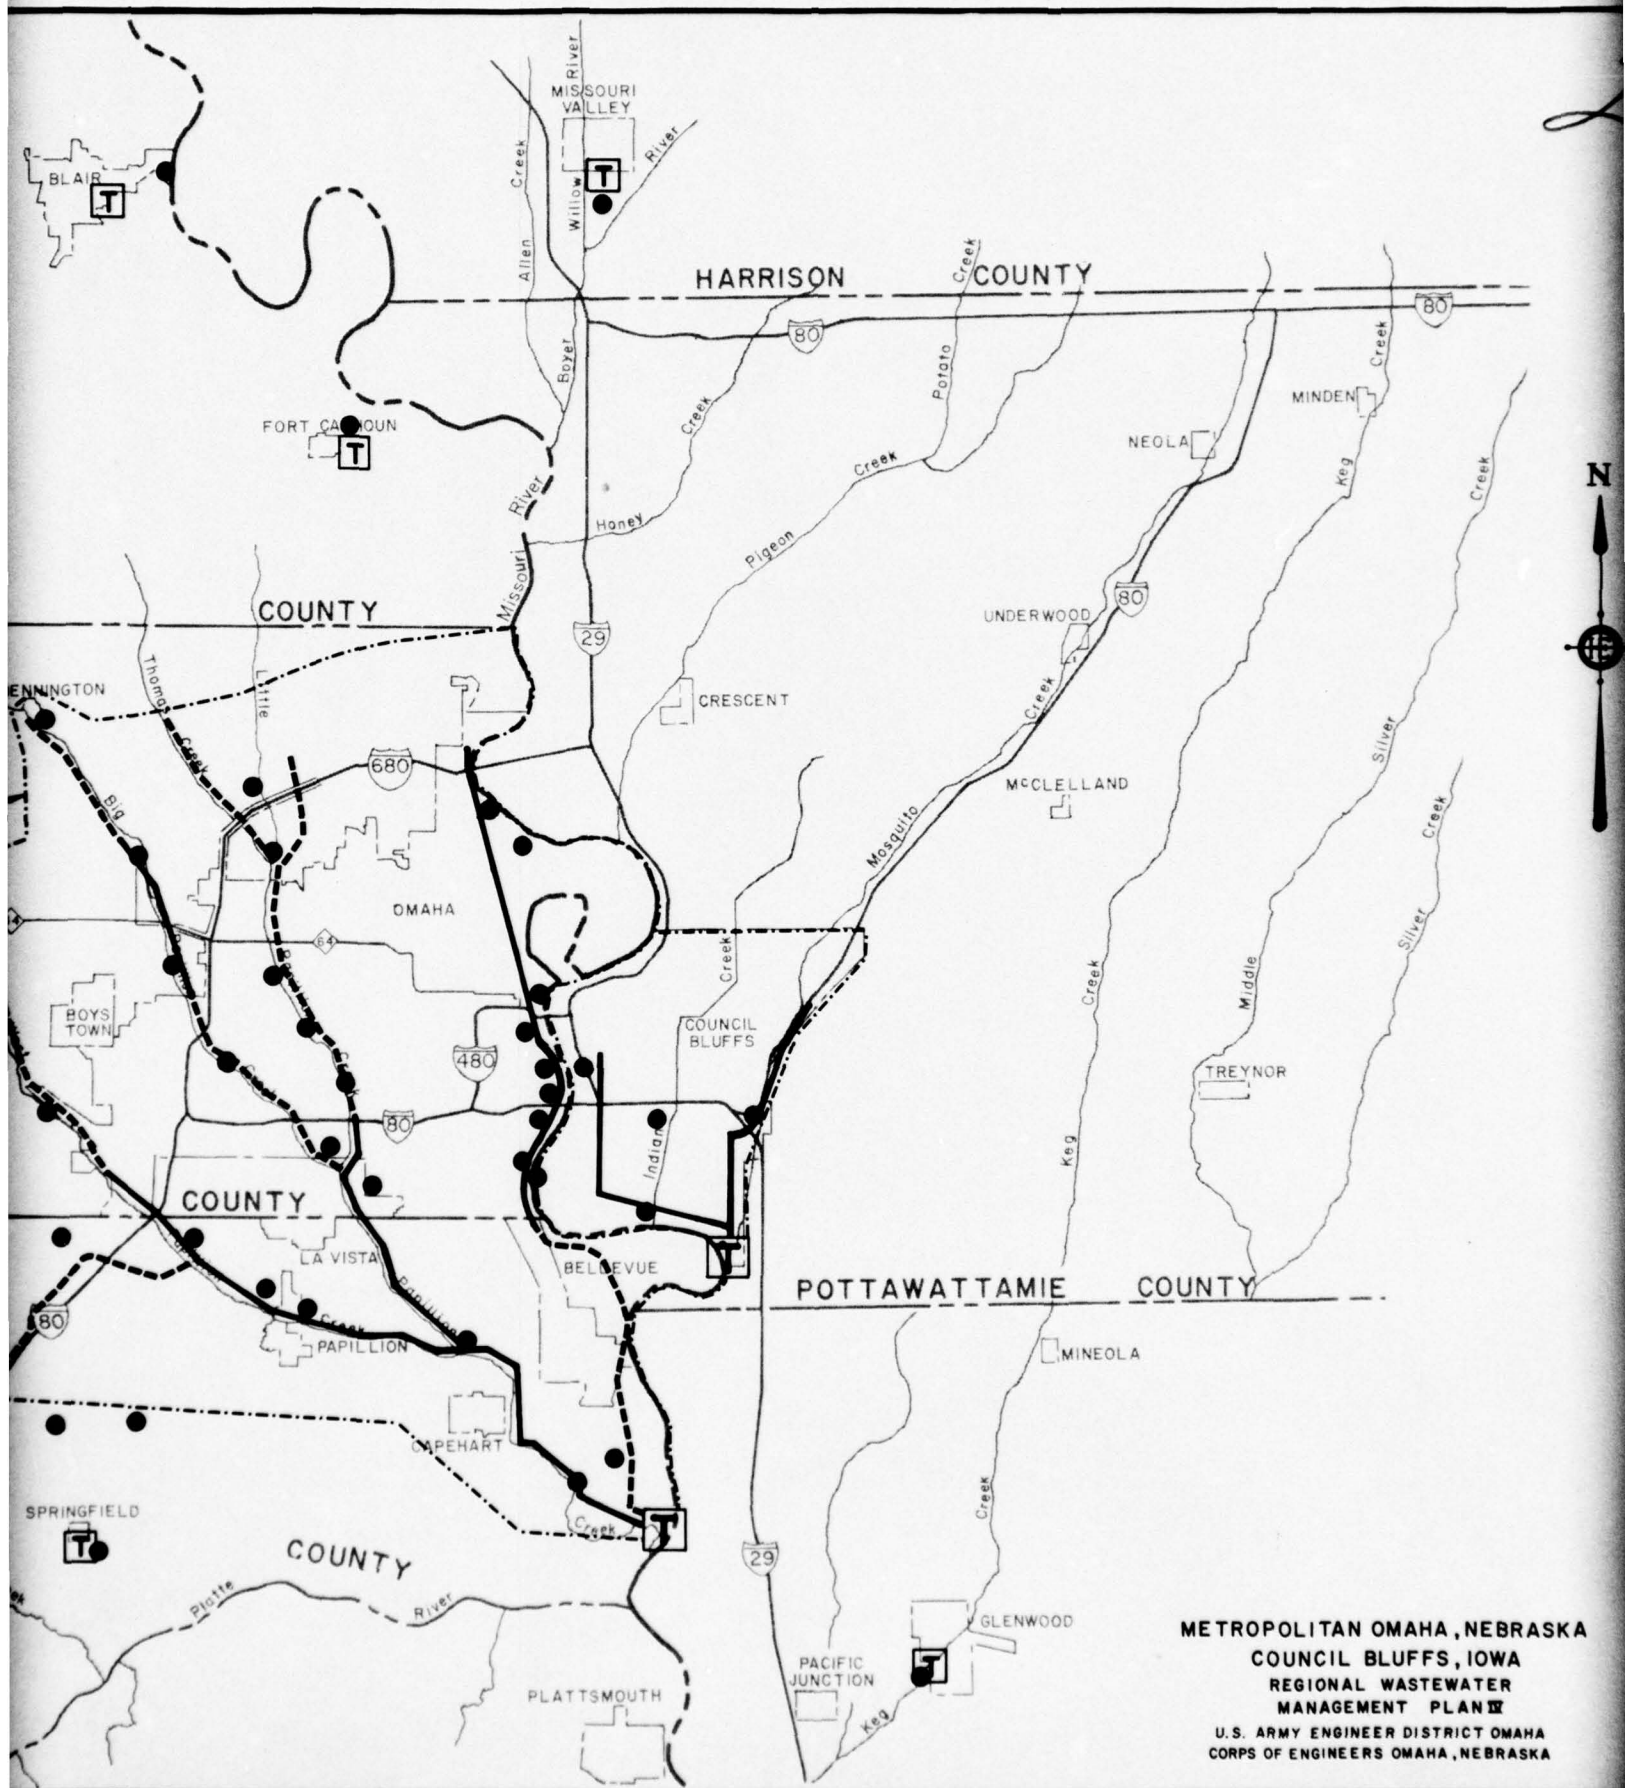 River
MISSOURI
VALLEY
Creek
River
BLAIR
T
T
Willow
Allen
Creek
HARRISON COUNTY
80
80
Boyer
Potato
Creek
Creek
MINDEN
FORT CALHOUN
T
NEOLA
Creek
Keg
Creek
River
Honey
Pigeon
N
Missouri
COUNTY
80
UNDERWOOD
29
Thomas
Little
ENNINGTON
Creek
CRESCENT
Creek
Silver
680
McCLELLAND
Big
Mosquito
Creek
OMAHA
64
Creek
Silver
Creek
Middle
BOYS
TOWN
COUNCIL
BLUFFS
480
TREYNOR
Creek
80
Indian
Keg
COUNTY
LA VISTA
BELLEVUE
T
POTTAWATTAMIE COUNTY
80
Papillion
Creek
PAPILLION
MINEOLA
CAPEHART
Creek
SPRINGFIELD
T
Creek
T
COUNTY
29
Platte
River
GLENWOOD
T
PACIFIC
JUNCTION
PLATTSMOUTH
Keg
METROPOLITAN OMAHA, NEBRASKA
COUNCIL BLUFFS, IOWA
REGIONAL WASTEWATER
MANAGEMENT PLAN IV
U.S. ARMY ENGINEER DISTRICT OMAHA
CORPS OF ENGINEERS OMAHA, NEBRASKA